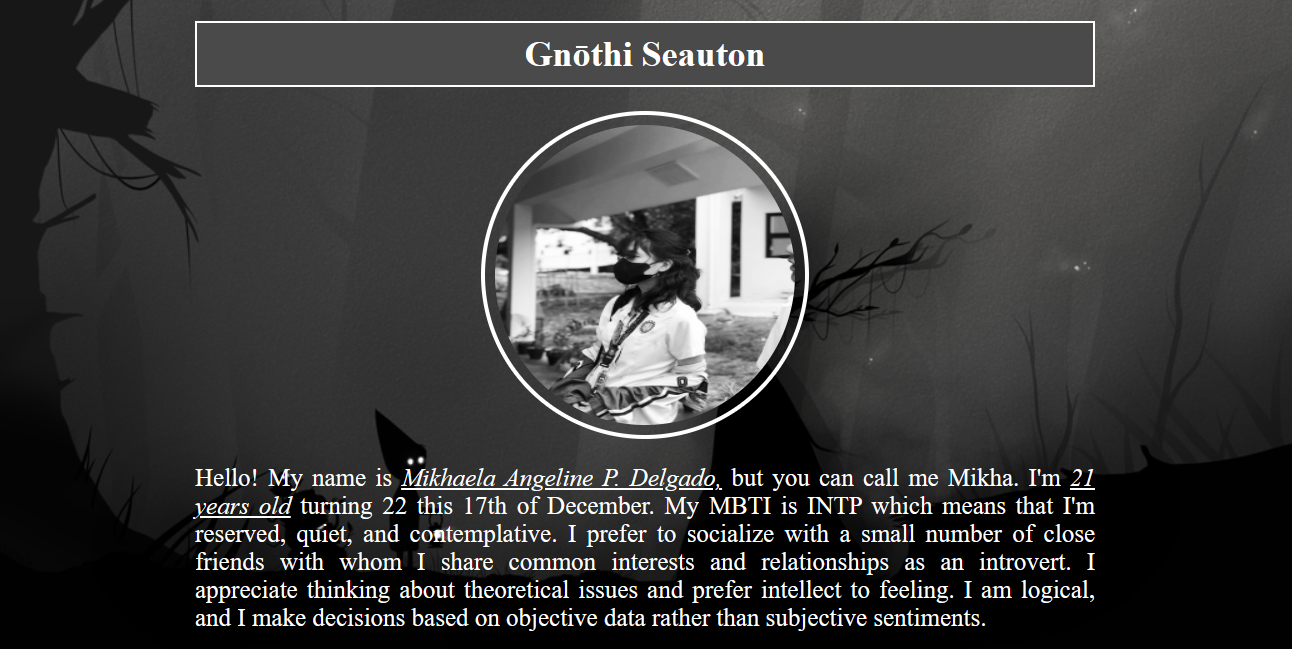 Gnōthi Seauton
Hello! My name is Mikhaela Angeline P. Delgado, but you can call me Mikha. I'm 21
years old turning 22 this 17th of December. My MBTI is INTP which means that I'm
reserved, quiet, and contemplative. I prefer to socialize with a small number of close
friends with whom I share common interests and relationships as an introvert. I
appreciate thinking about theoretical issues and prefer intellect to feeling. I am logical,
and I make decisions based on objective data rather than subjective sentiments.